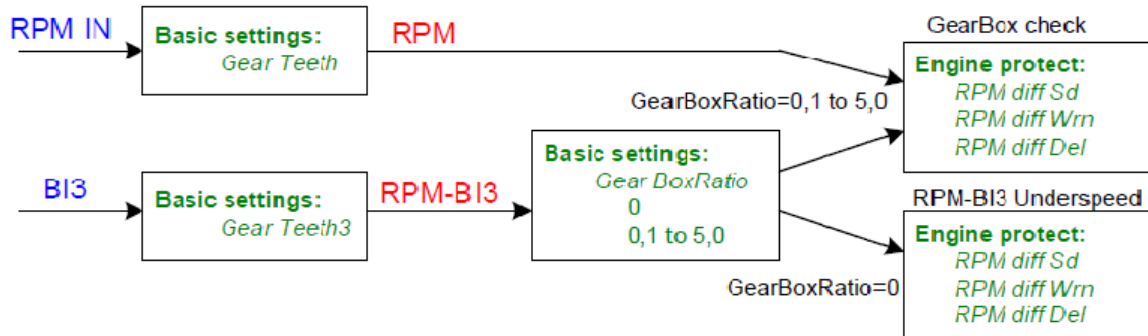 RPM IN
Basic settings:
Gear Teeth
RPM
GearBox check
Engine protect:
RPM diff Sd
RPM diff Wrn
RPM diff Del
GearBoxRatio=0,1 to 5,0
BI3
Basic settings:
Gear Teeth3
RPM-BI3
Basic settings:
Gear BoxRatio
0
0,1 to 5,0
RPM-BI3 Underspeed
Engine protect:
RPM diff Sd
RPM diff Wrn
RPM diff Del
GearBoxRatio=0